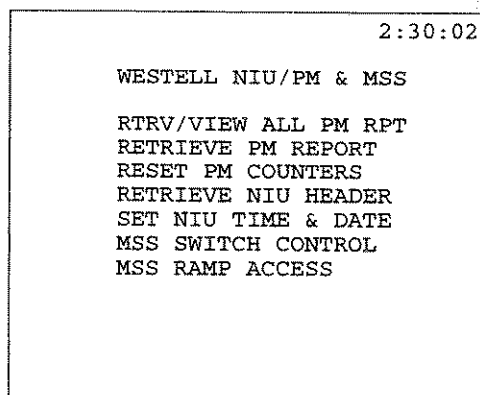 2:30:02
WESTELL NIU/PM & MSS
RTRV/VIEW ALL PM RPT
RETRIEVE PM REPORT
RESET PM COUNTERS
RETRIEVE NIU HEADER
SET NIU TIME & DATE
MSS SWITCH CONTROL
MSS RAMP ACCESS